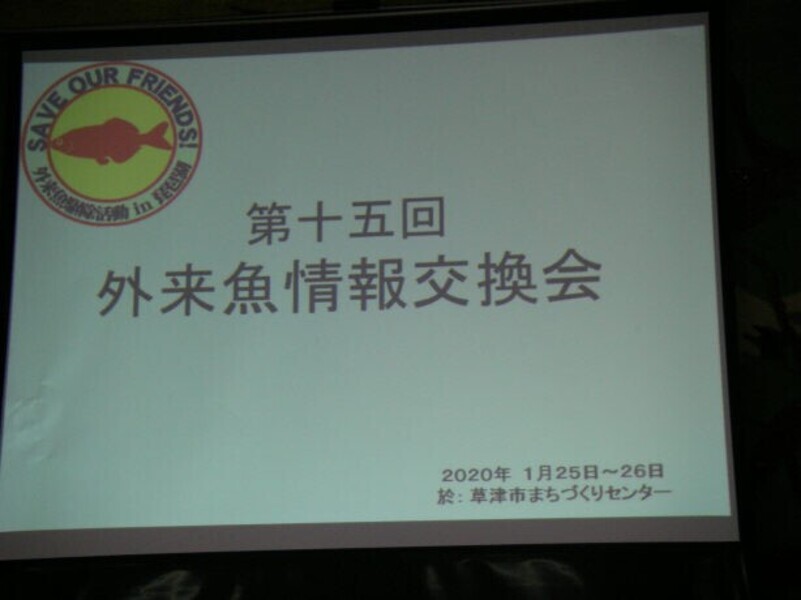 SAVE OUR FRIENDS!
外来魚駆除活動 in 琵琶湖
第十五回
外来魚情報交換会
2020年 1月25日~26日
於: 草津市まちづくりセンター